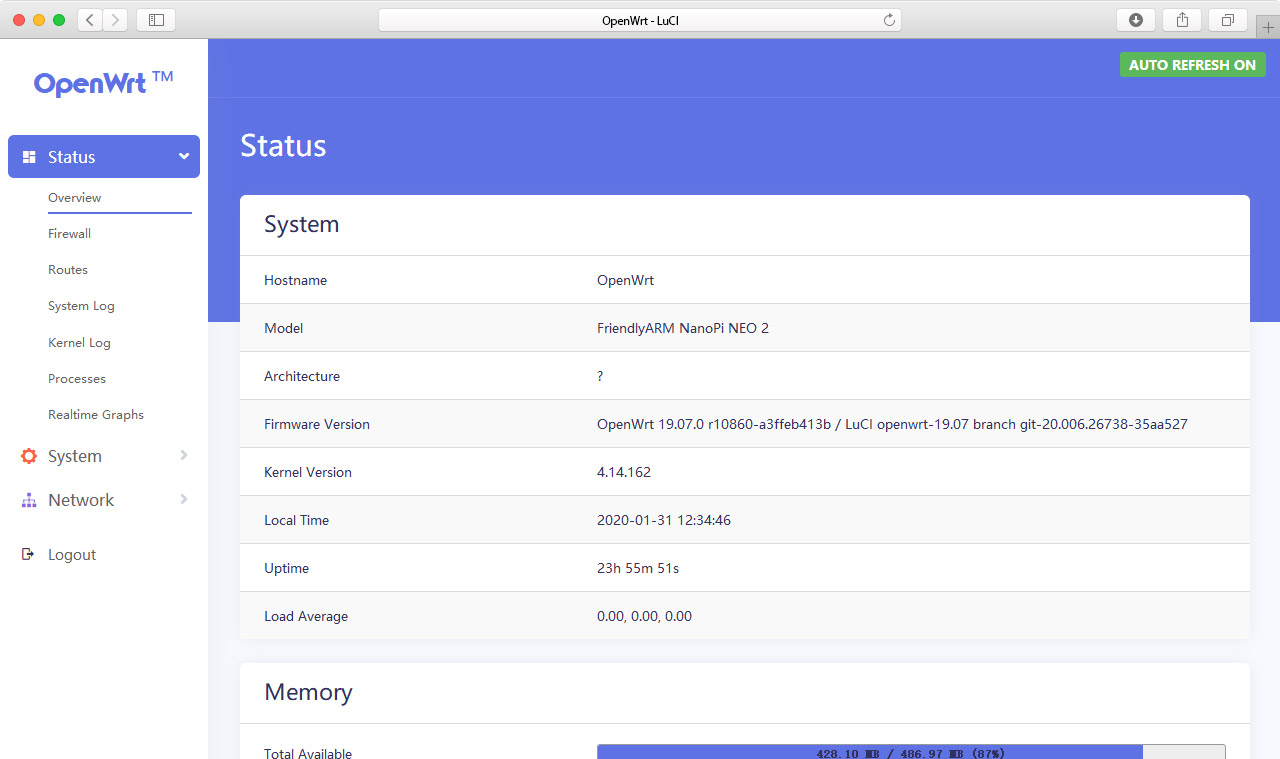 OpenWrt - LuCI
OpenWrt TM
AUTO REFRESH ON
Status
Overview
Firewall
Routes
System Log
Kernel Log
Processes
Realtime Graphs
System
Network
Logout
Status
System
Hostname OpenWrt
Model FriendlyARM NanoPi NEO 2
Architecture ?
Firmware Version OpenWrt 19.07.0 r10860-a3ffeb413b / LuCI openwrt-19.07 branch git-20.006.26738-35aa527
Kernel Version 4.14.162
Local Time 2020-01-31 12:34:46
Uptime 23h 55m 51s
Load Average 0.00, 0.00, 0.00
Memory
Total Available 428.10 MB / 486.97 MB (87%)